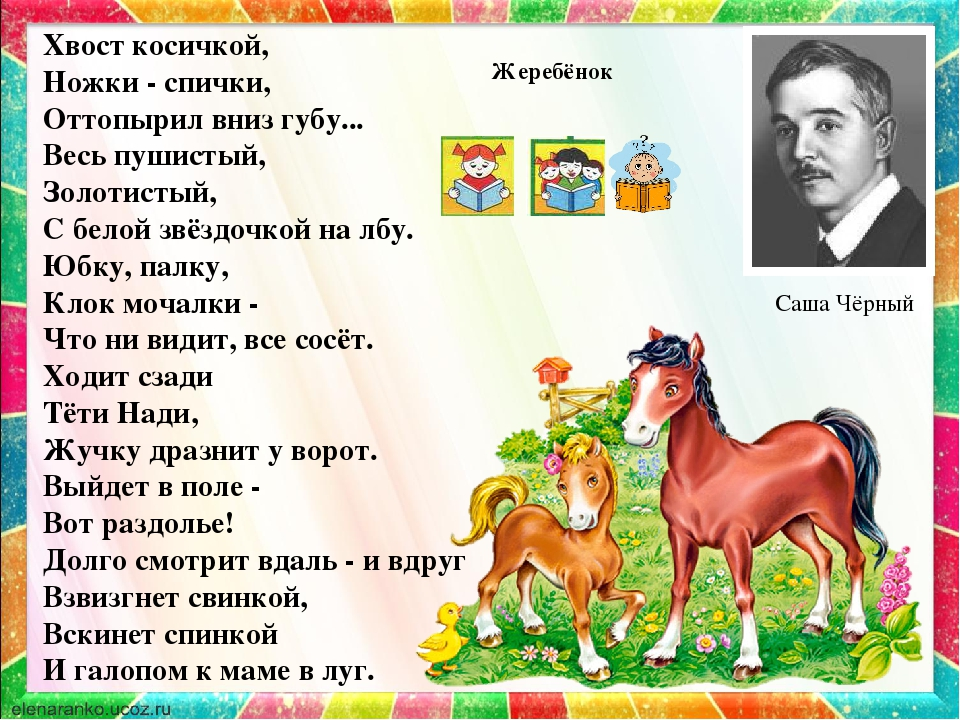 Хвост косичкой,
Ножки - спички,
Оттопырил вниз губу...
Весь пушистый,
Золотистый,
С белой звёздочкой на лбу.
Юбку, палку,
Клок мочалки -
Что ни видит, все сосёт.
Ходит сзади
Тёти Нади,
Жучку дразнит у ворот.
Выйдет в поле -
Вот раздолье!
Долго смотрит вдаль - и вдруг
Взвизгнет свинкой,
Вскинет спинкой
И галопом к маме в луг.
Жеребёнок
???
Саша Чёрный
elenaranko.ucoz.ru